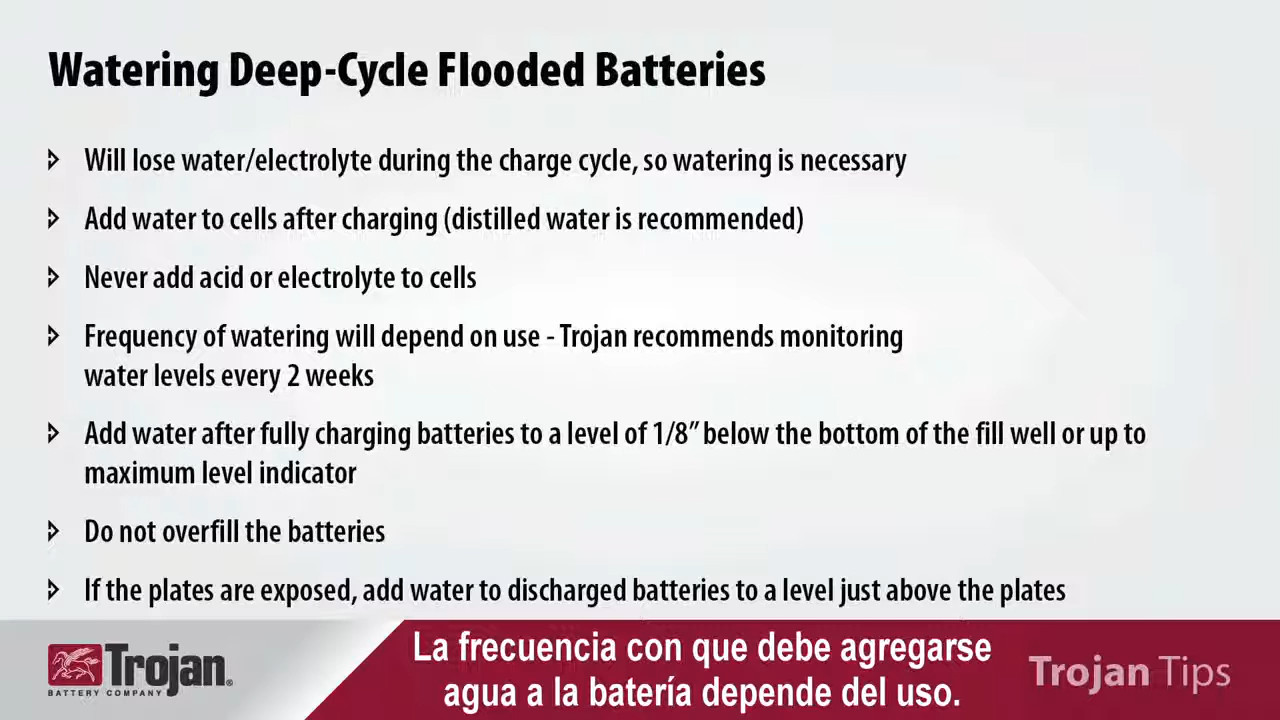 Watering Deep-Cycle Flooded Batteries
Will lose water/electrolyte during the charge cycle, so watering is necessary
Add water to cells after charging (distilled water is recommended)
Never add acid or electrolyte to cells
Frequency of watering will depend on use - Trojan recommends monitoring
water levels every 2 weeks
Add water after fully charging batteries to a level of 1/8” below the bottom of the fill well or up to
maximum level indicator
Do not overfill the batteries
If the plates are exposed, add water to discharged batteries to a level just above the plates
Trojan®
BATTERY COMPANY
La frecuencia con que debe agregarse
agua a la batería depende del uso.
Trojan Tips